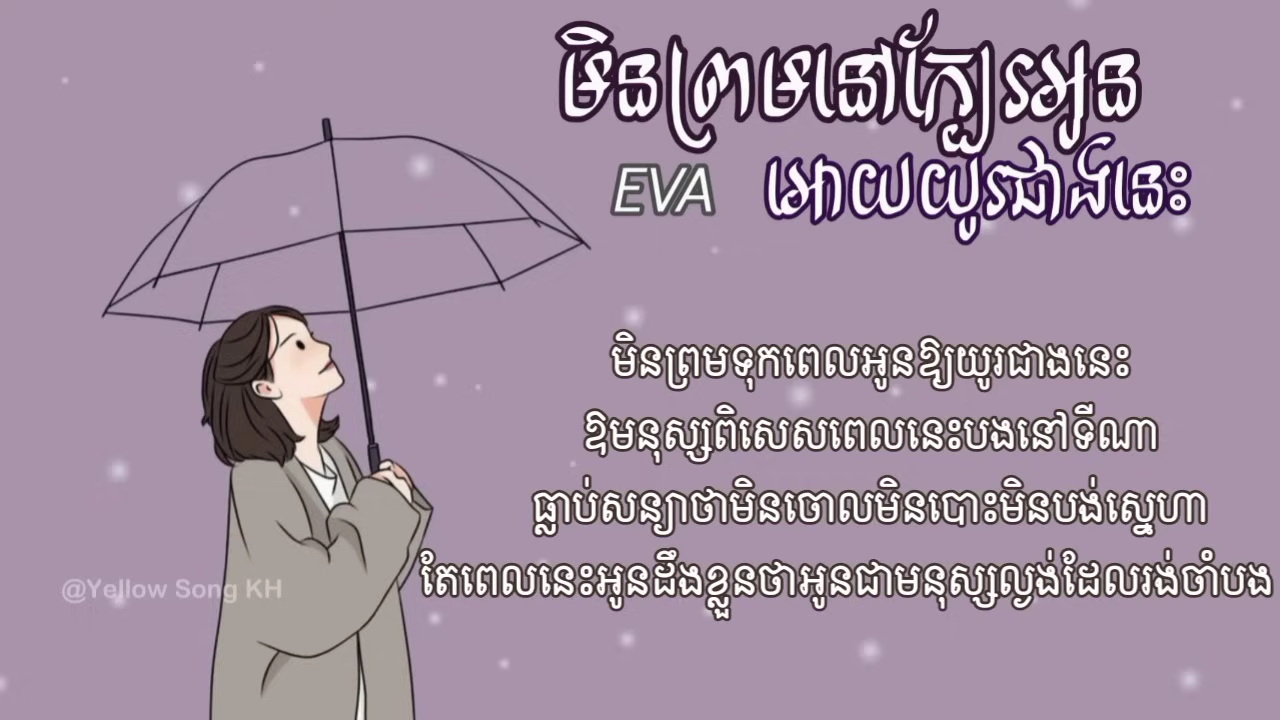 មិនព្រមនៅក្បែរអូន
EVA អោយយូរជាងនេះ
មិនព្រមទុកពេលអូនឱ្យយូរជាងនេះ
ឱមនុស្សពិសេសពេលនេះបងនៅទីណា
ធ្លាប់សន្យាថាមិនចោលមិនបោះមិនបង់ស្នេហា
តែពេលនេះអូនដឹងខ្លួនថាអូនជាមនុស្សល្ងង់ដែលរង់ចាំបង
@Yellow Song KH